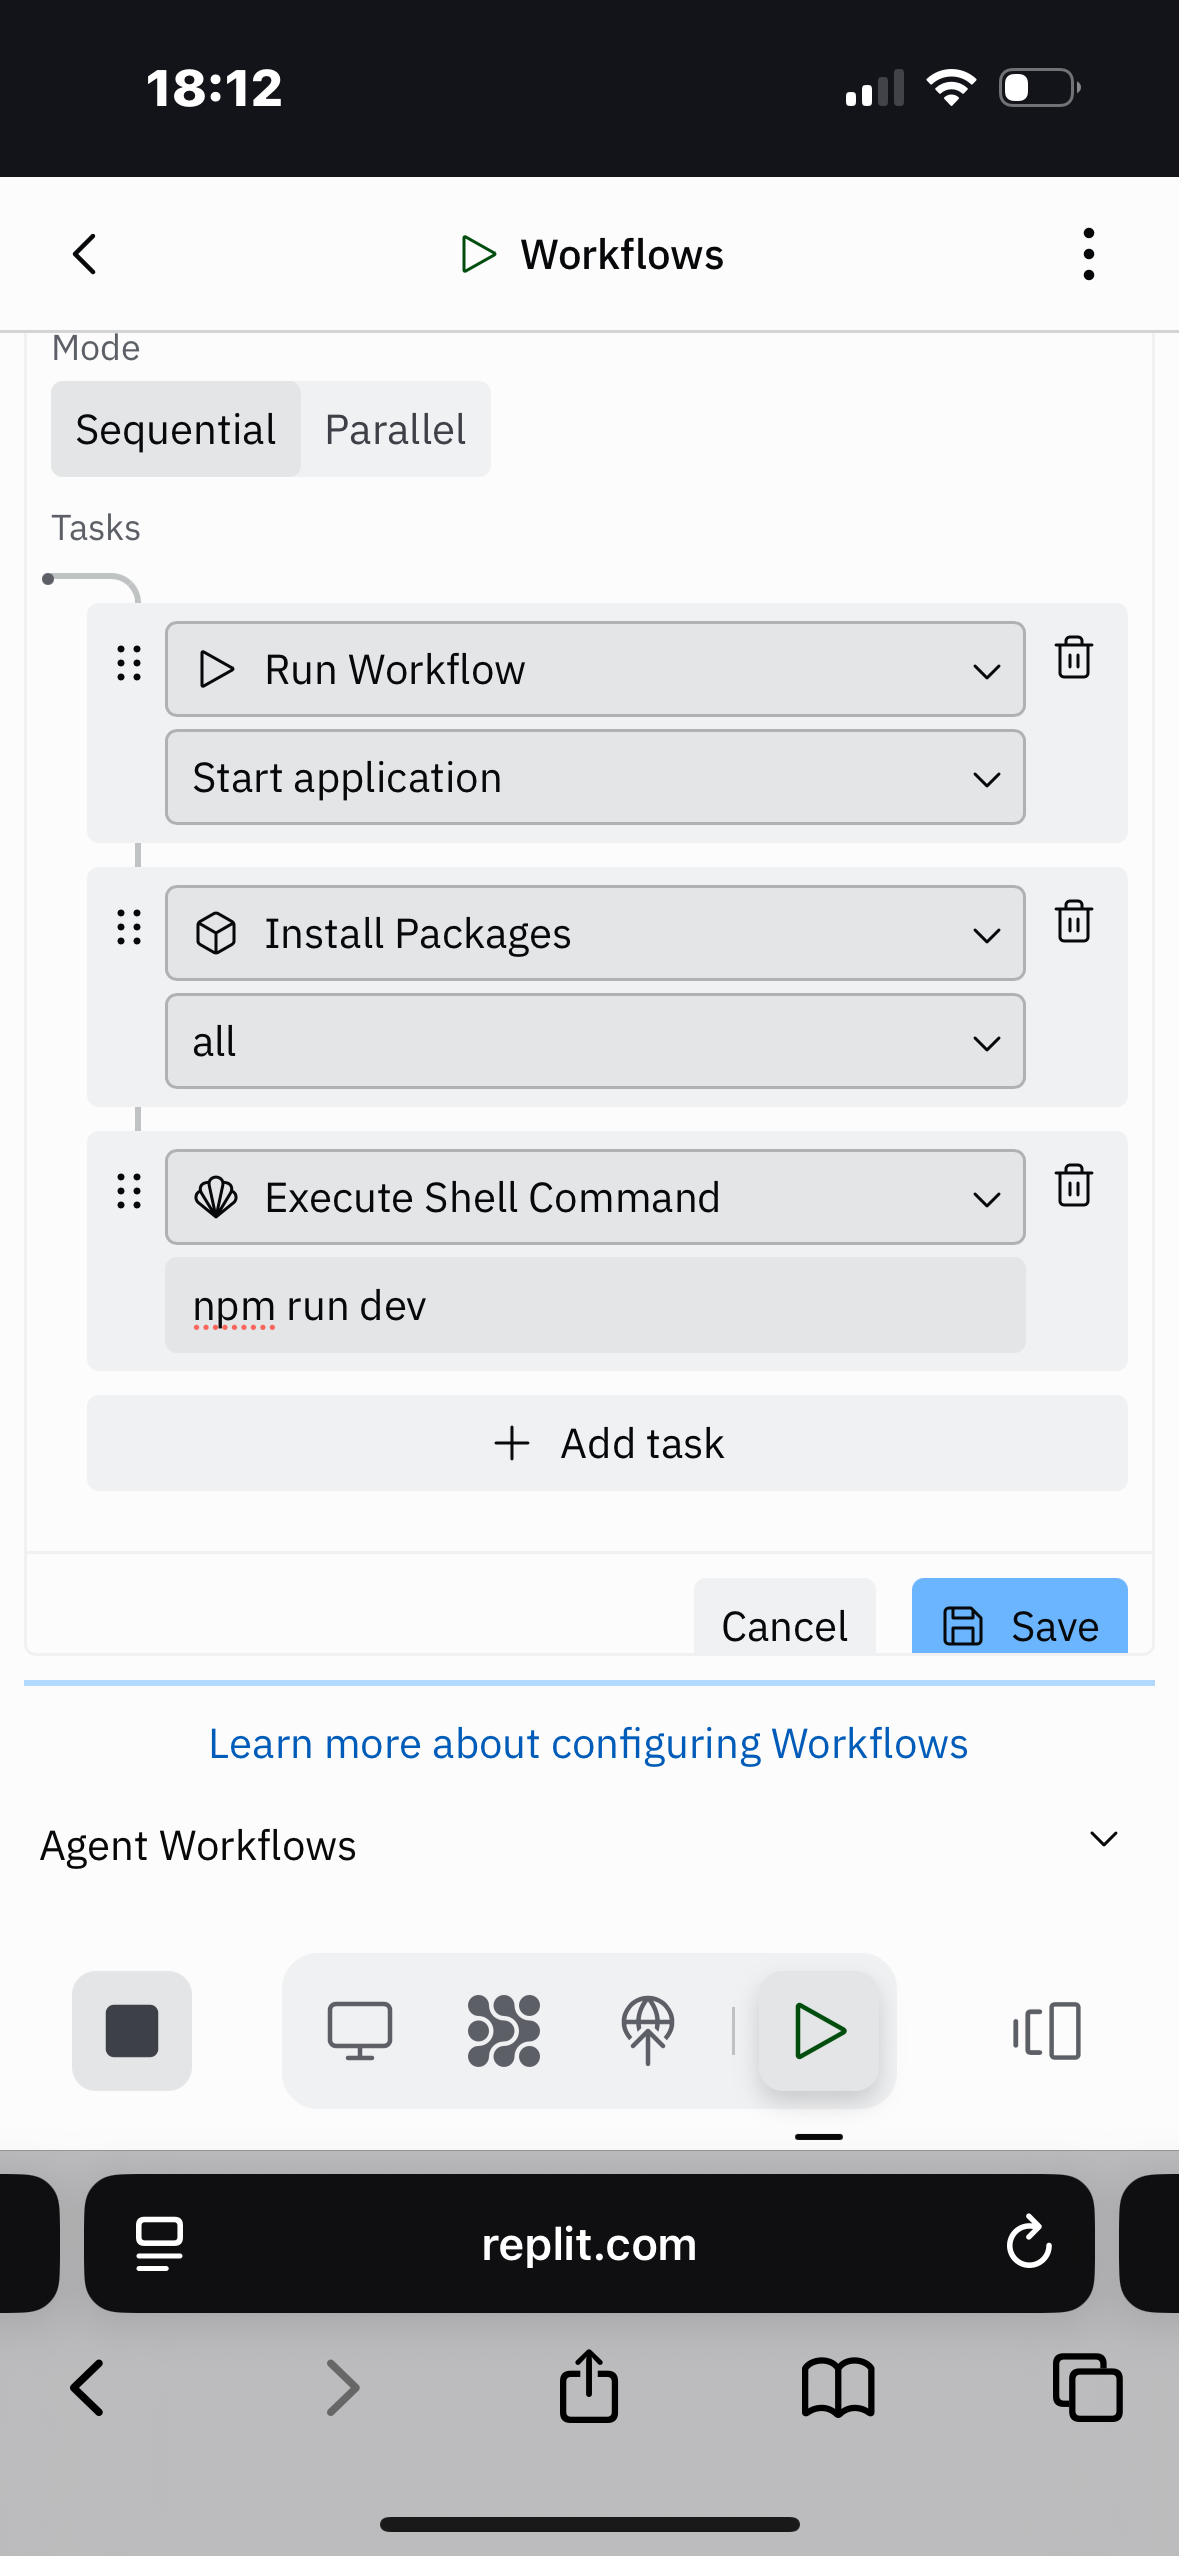 18:12
Workflows
Mode
Sequential
Parallel
Tasks
Run Workflow
Start application
Install Packages
all
Execute Shell Command
npm run dev
Add task
Cancel
Save
Learn more about configuring Workflows
Agent Workflows
replit.com